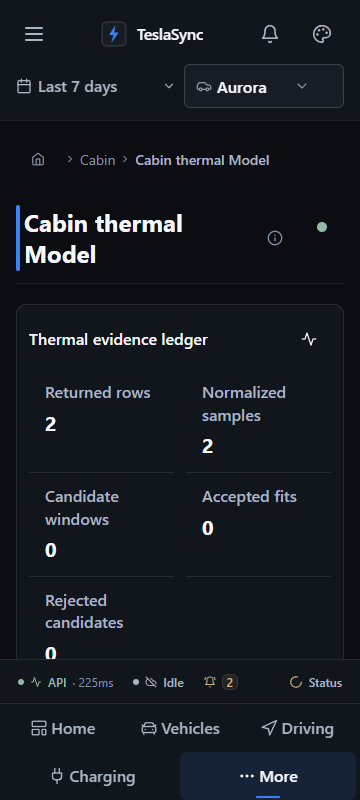 TeslaSync
Last 7 days
Aurora
Cabin
Cabin thermal Model
Cabin thermal
Model
Thermal evidence ledger
Returned rows
2
Normalized
samples
2
Candidate
windows
0
Accepted fits
0
Rejected
candidates
0
API · 225ms
Idle
2
Status
Home
Vehicles
Driving
Charging
More